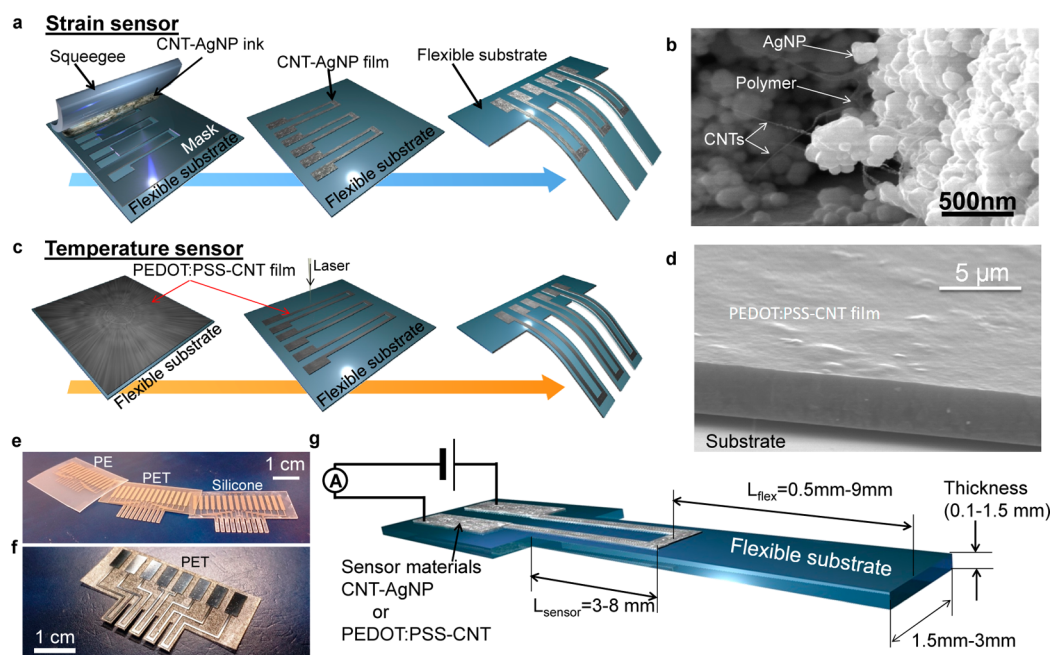 a Strain sensor
Squeegee
CNT-AgNP ink
Mask
Flexible substrate
CNT-AgNP film
Flexible substrate
Flexible substrate
b
AgNP
Polymer
CNTs
500nm
c Temperature sensor
PEDOT:PSS-CNT film
Laser
Flexible substrate
Flexible substrate
d
5 μm
PEDOT:PSS-CNT film
Substrate
e
PE
PET
Silicone
1 cm
f
PET
1 cm
g
A
Sensor materials
CNT-AgNP
or
PEDOT:PSS-CNT
Lsensor=3-8 mm
Lflex=0.5mm-9mm
Flexible substrate
Thickness
(0.1-1.5 mm)
1.5mm-3mm